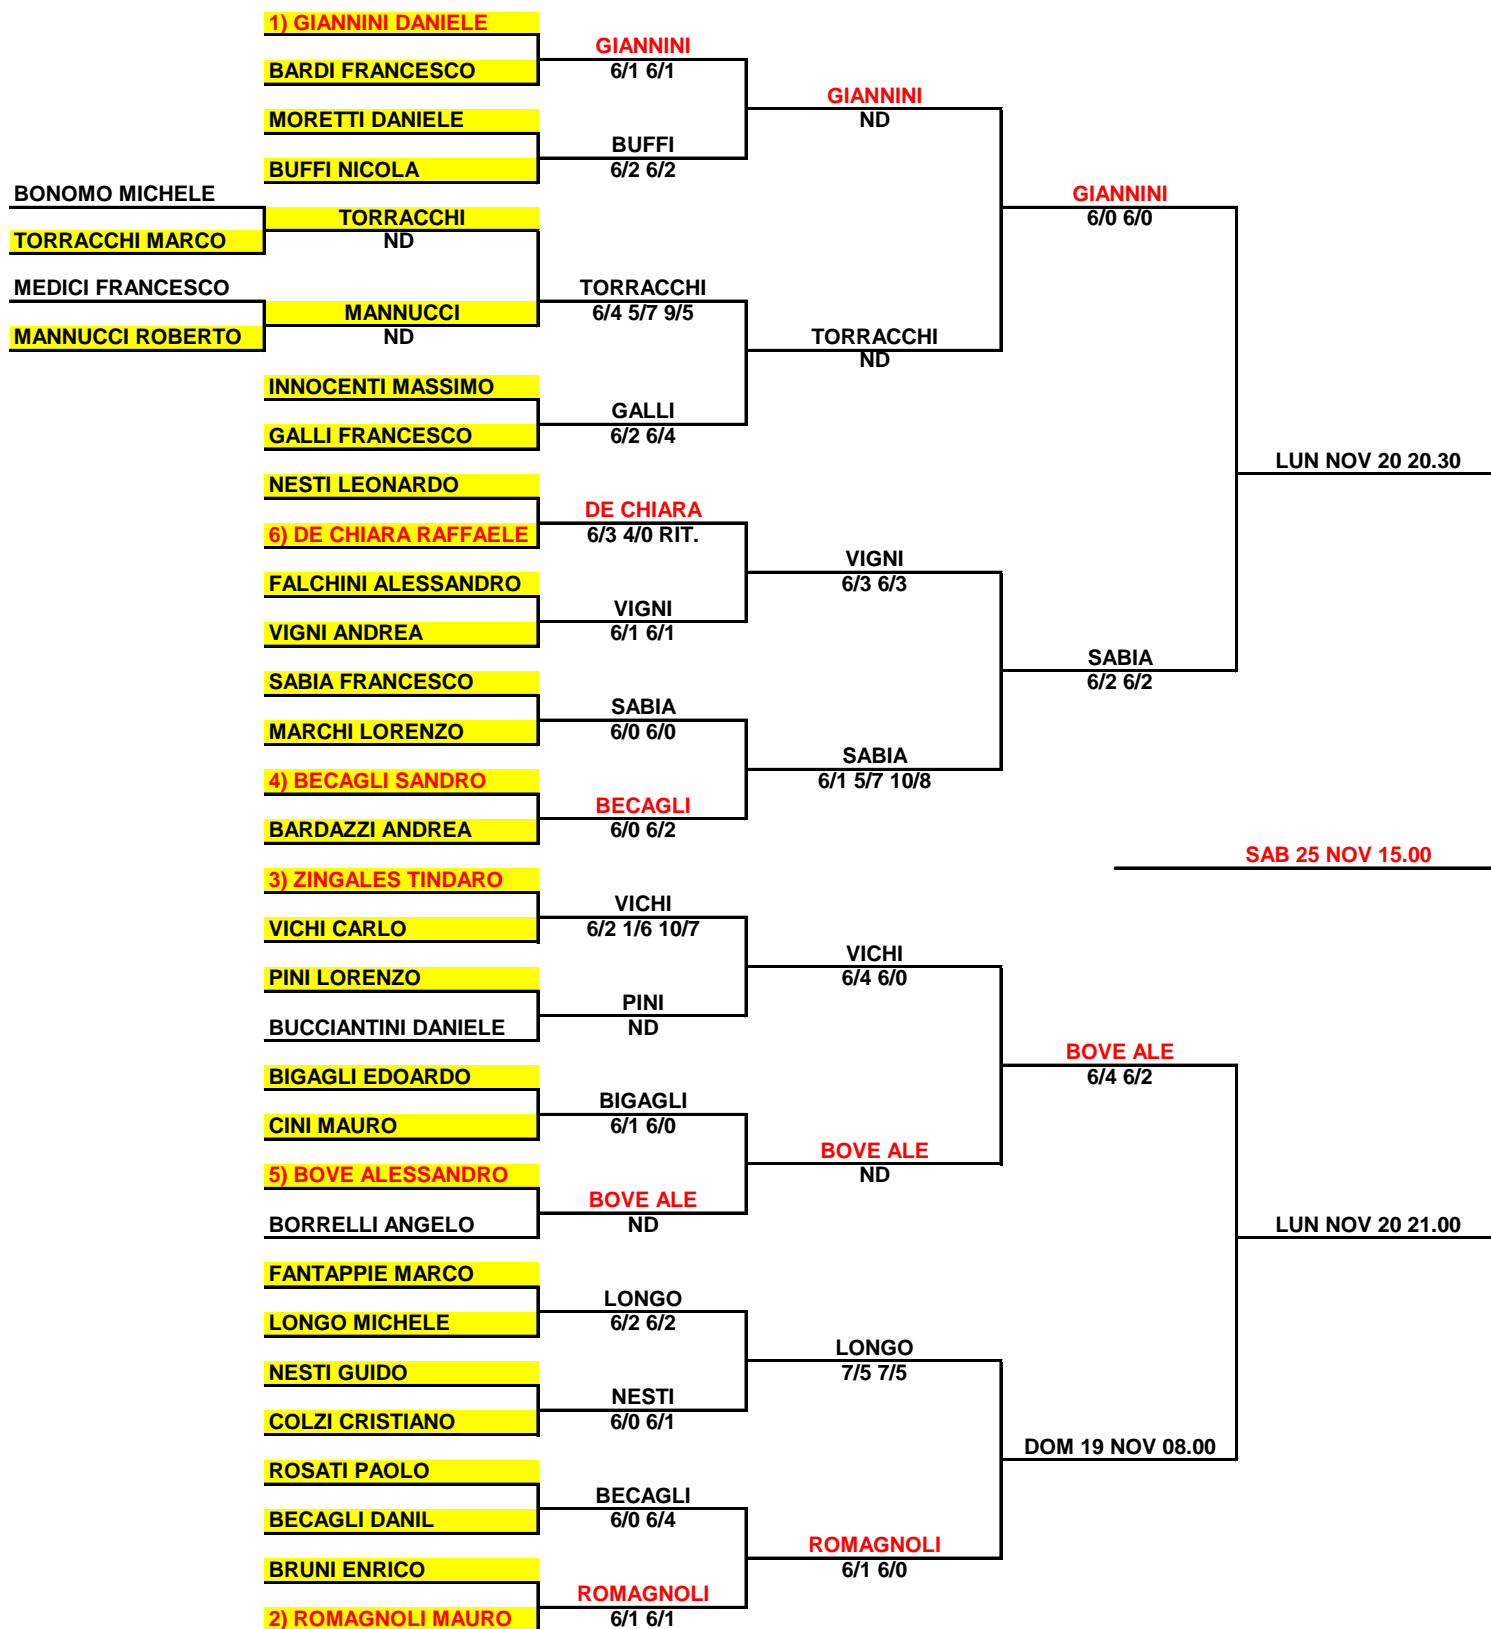 1) GIANNINI DANIELE
GIANNINI
6/1 6/1
BARDI FRANCESCO
GIANNINI
ND
MORETTI DANIELE
BUFFI
6/2 6/2
BUFFI NICOLA
BONOMO MICHELE
GIANNINI
6/0 6/0
TORRACCHI
ND
TORRACCHI MARCO
MEDICI FRANCESCO
TORRACCHI
6/4 5/7 9/5
MANNUCCI
ND
MANNUCCI ROBERTO
TORRACCHI
ND
INNOCENTI MASSIMO
GALLI
6/2 6/4
GALLI FRANCESCO
LUN NOV 20 20.30
NESTI LEONARDO
DE CHIARA
6/3 4/0 RIT.
6) DE CHIARA RAFFAELE
VIGNI
6/3 6/3
FALCHINI ALESSANDRO
VIGNI
6/1 6/1
VIGNI ANDREA
SABIA
6/2 6/2
SABIA FRANCESCO
SABIA
6/0 6/0
MARCHI LORENZO
SABIA
6/1 5/7 10/8
4) BECAGLI SANDRO
BECAGLI
6/0 6/2
BARDAZZI ANDREA
SAB 25 NOV 15.00
3) ZINGALES TINDARO
VICHI
6/2 1/6 10/7
VICHI CARLO
VICHI
6/4 6/0
PINI LORENZO
PINI
ND
BUCCIANTINI DANIELE
BOVE ALE
6/4 6/2
BIGAGLI EDOARDO
BIGAGLI
6/1 6/0
CINI MAURO
BOVE ALE
ND
5) BOVE ALESSANDRO
BOVE ALE
ND
BORRELLI ANGELO
LUN NOV 20 21.00
FANTAPPIE MARCO
LONGO
6/2 6/2
LONGO MICHELE
LONGO
7/5 7/5
NESTI GUIDO
NESTI
6/0 6/1
COLZI CRISTIANO
DOM 19 NOV 08.00
ROSATI PAOLO
BECAGLI
6/0 6/4
BECAGLI DANIL
ROMAGNOLI
6/1 6/0
BRUNI ENRICO
ROMAGNOLI
6/1 6/1
2) ROMAGNOLI MAURO